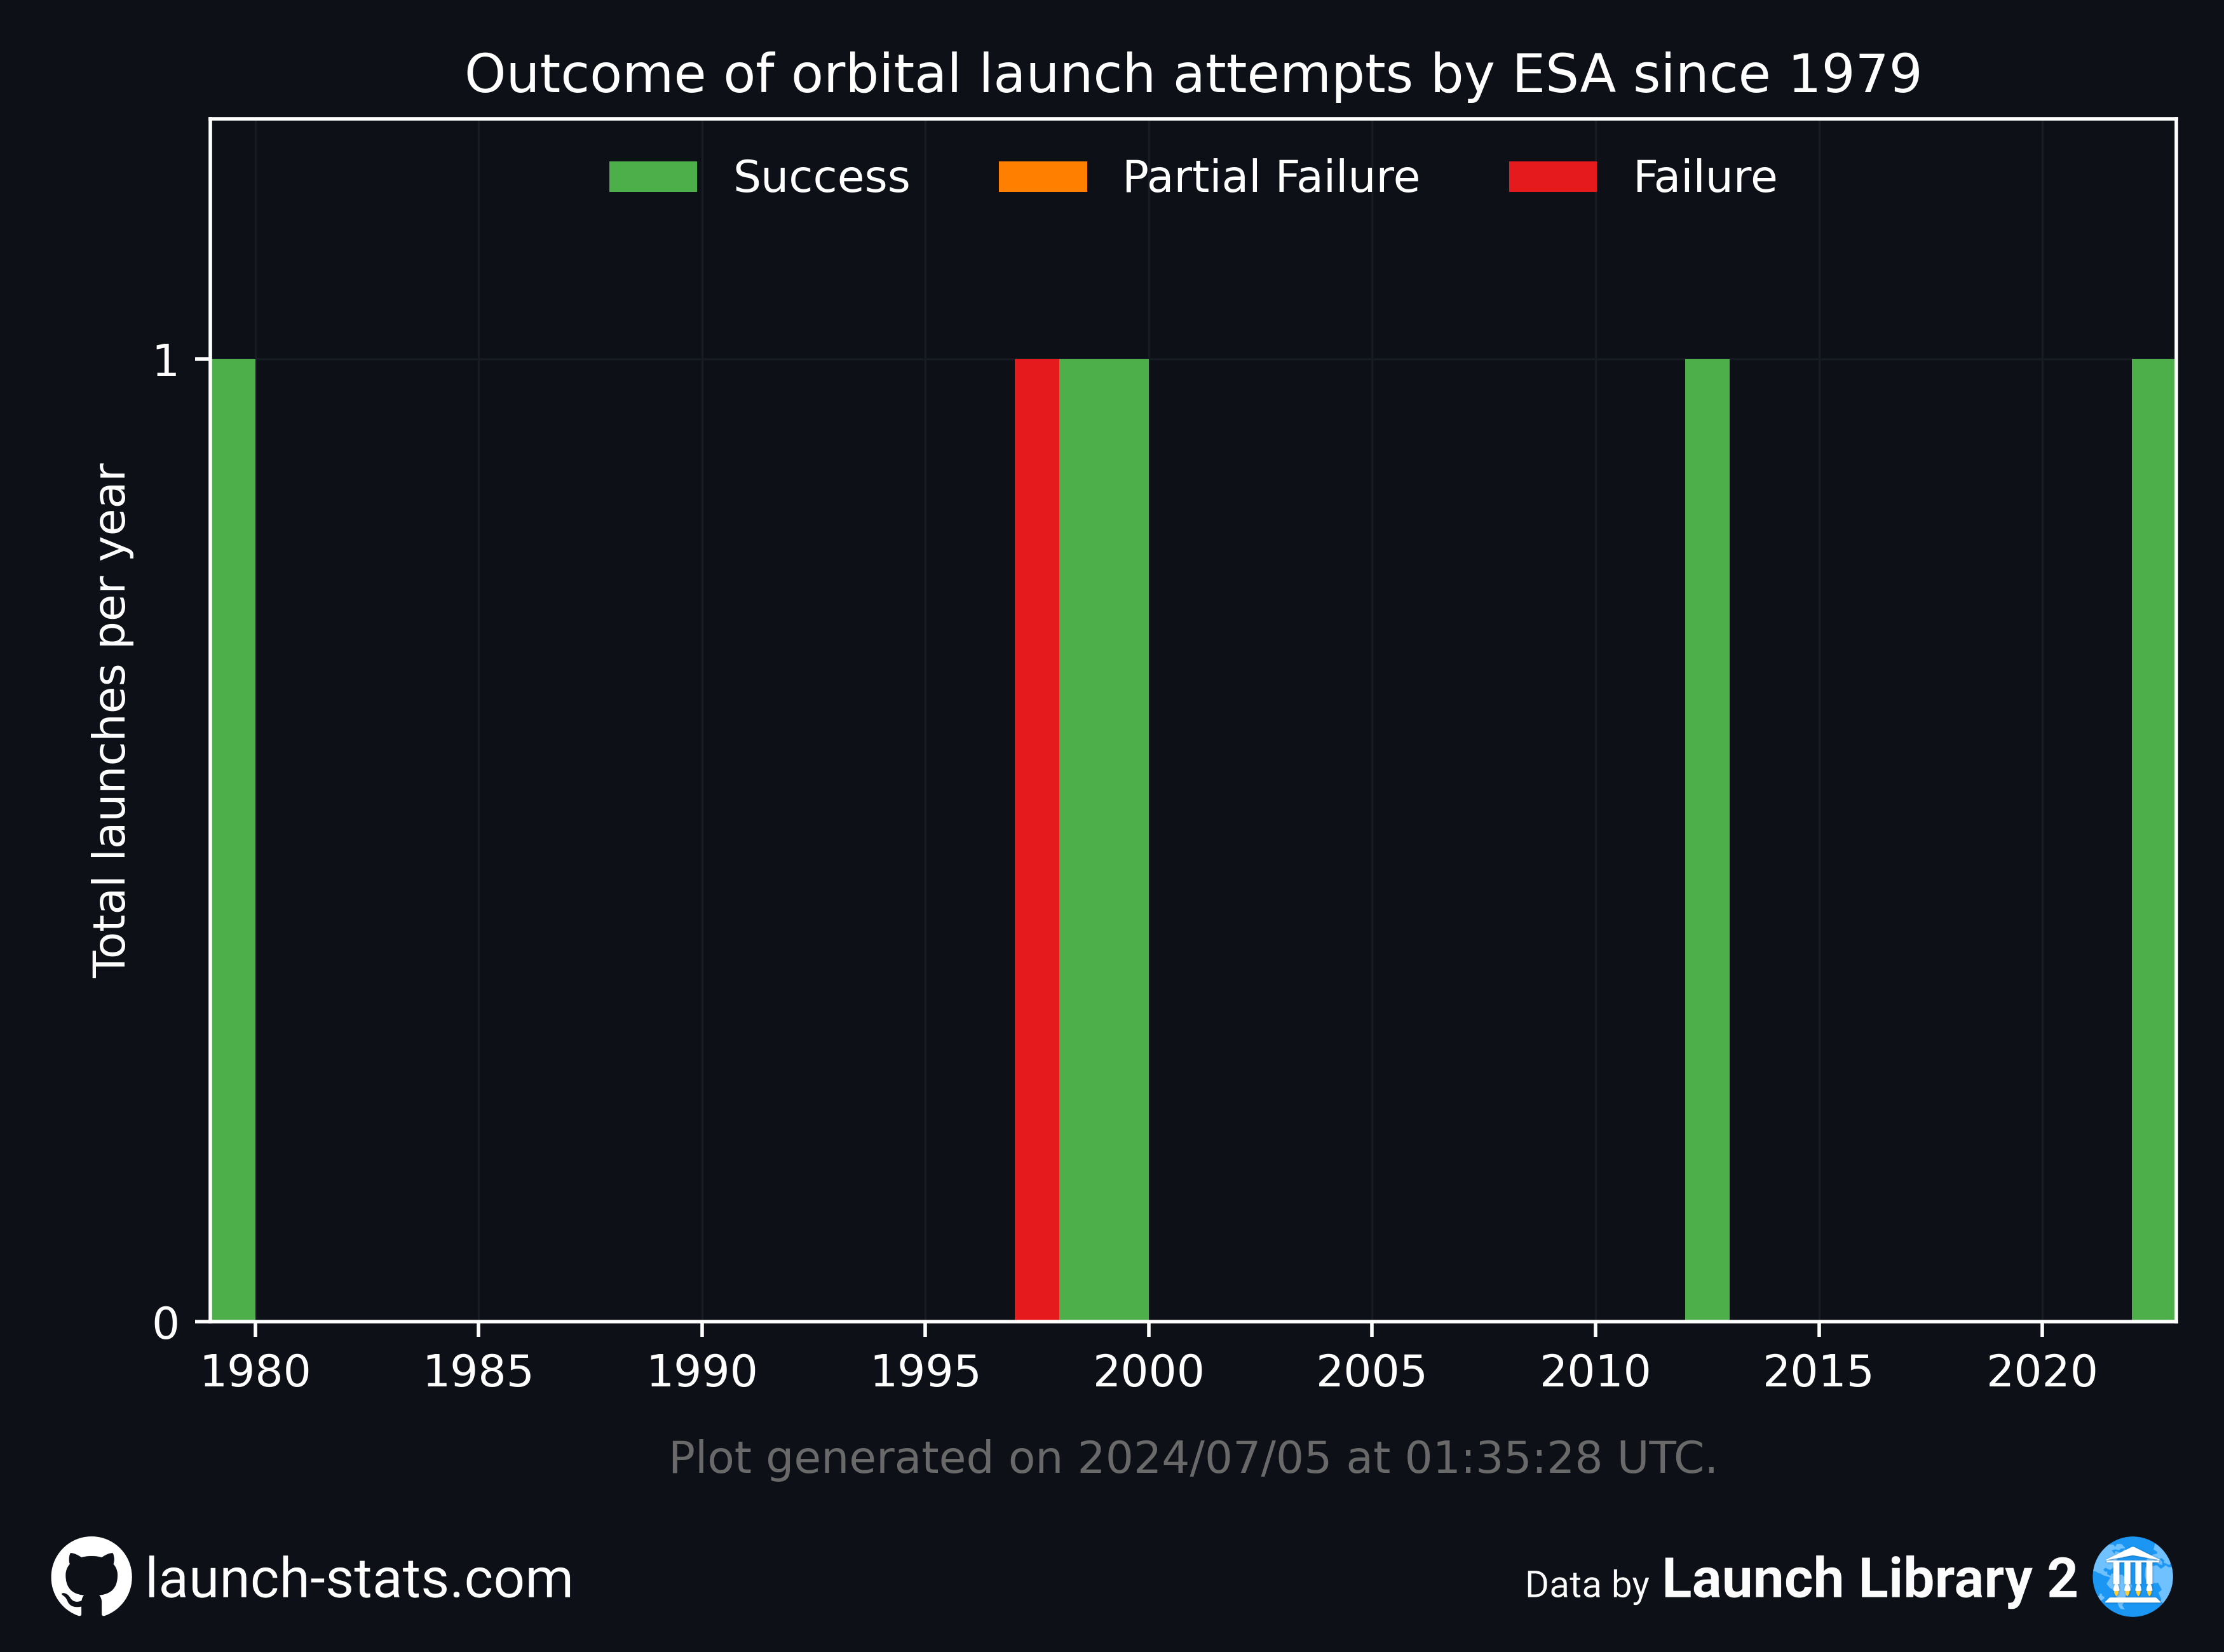 Outcome of orbital launch attempts by ESA since 1979
Success Partial Failure Failure
Total launches per year
1
0
1980 1985 1990 1995 2000 2005 2010 2015 2020
Plot generated on 2024/07/05 at 01:35:28 UTC.
launch-stats.com
Data by Launch Library 2